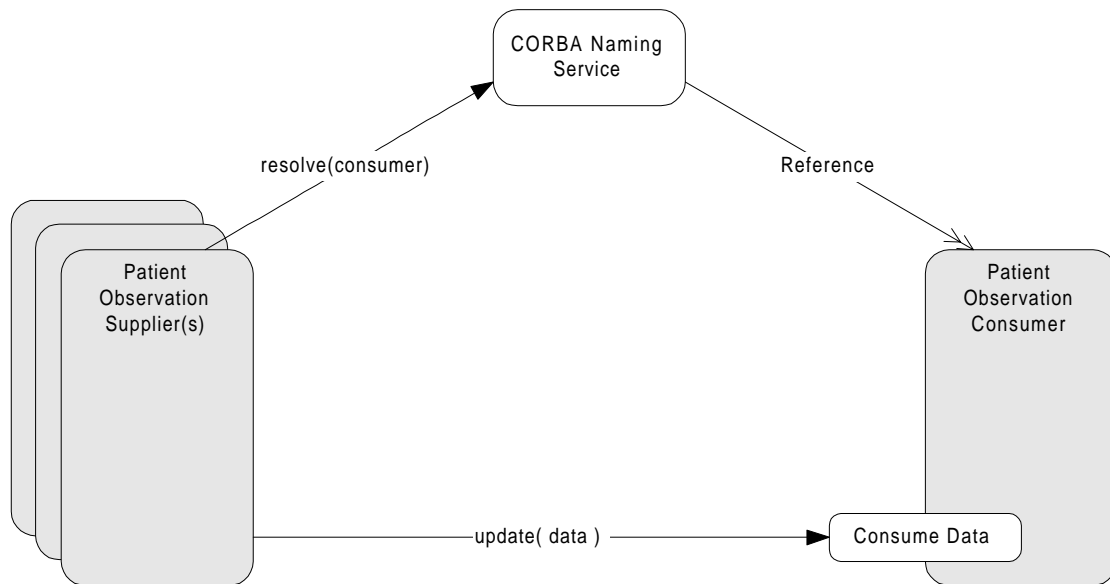 CORBA Naming
Service
resolve(consumer)
Reference
Patient
Observation
Supplier(s)
Patient
Observation
Consumer
update( data )
Consume Data